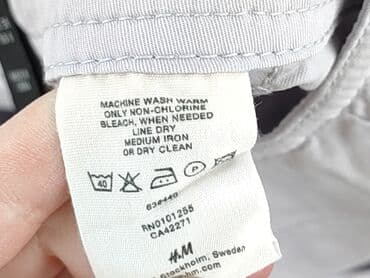 MACHINE WASH WARM
ONLY NON-CHLORINE
BLEACH, WHEN NEEDED
LINE DRY
MEDIUM IRON
OR DRY CLEAN
40 P
RN0101255
CA42271
H&M
Stockholm, Sweden